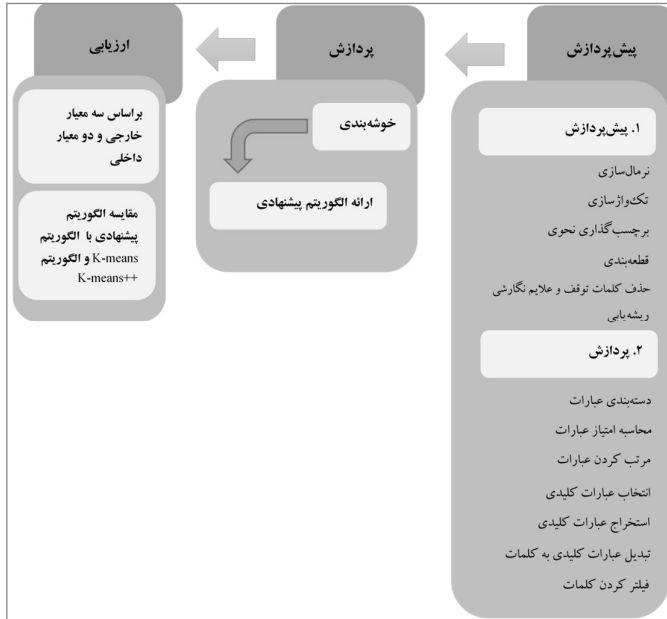 پیش‌پردازش
۱. پیش‌پردازش
نرمال‌سازی
تک‌واژسازی
برچسب‌گذاری نحوی
قطعه‌بندی
حذف کلمات توقف و علایم نگارشی
ریشه‌یابی
۲. پردازش
دسته‌بندی عبارات
محاسبه امتیاز عبارات
مرتب کردن عبارات
انتخاب عبارات کلیدی
استخراج عبارات کلیدی
تبدیل عبارات کلیدی به کلمات
فیلتر کردن کلمات
پردازش
خوشه‌بندی
ارائه الگوریتم پیشنهادی
ارزیابی
براساس سه معیار
خارجی و دو معیار
داخلی
مقایسه الگوریتم
پیشنهادی با الگوریتم
K-means و الگوریتم
K-means++